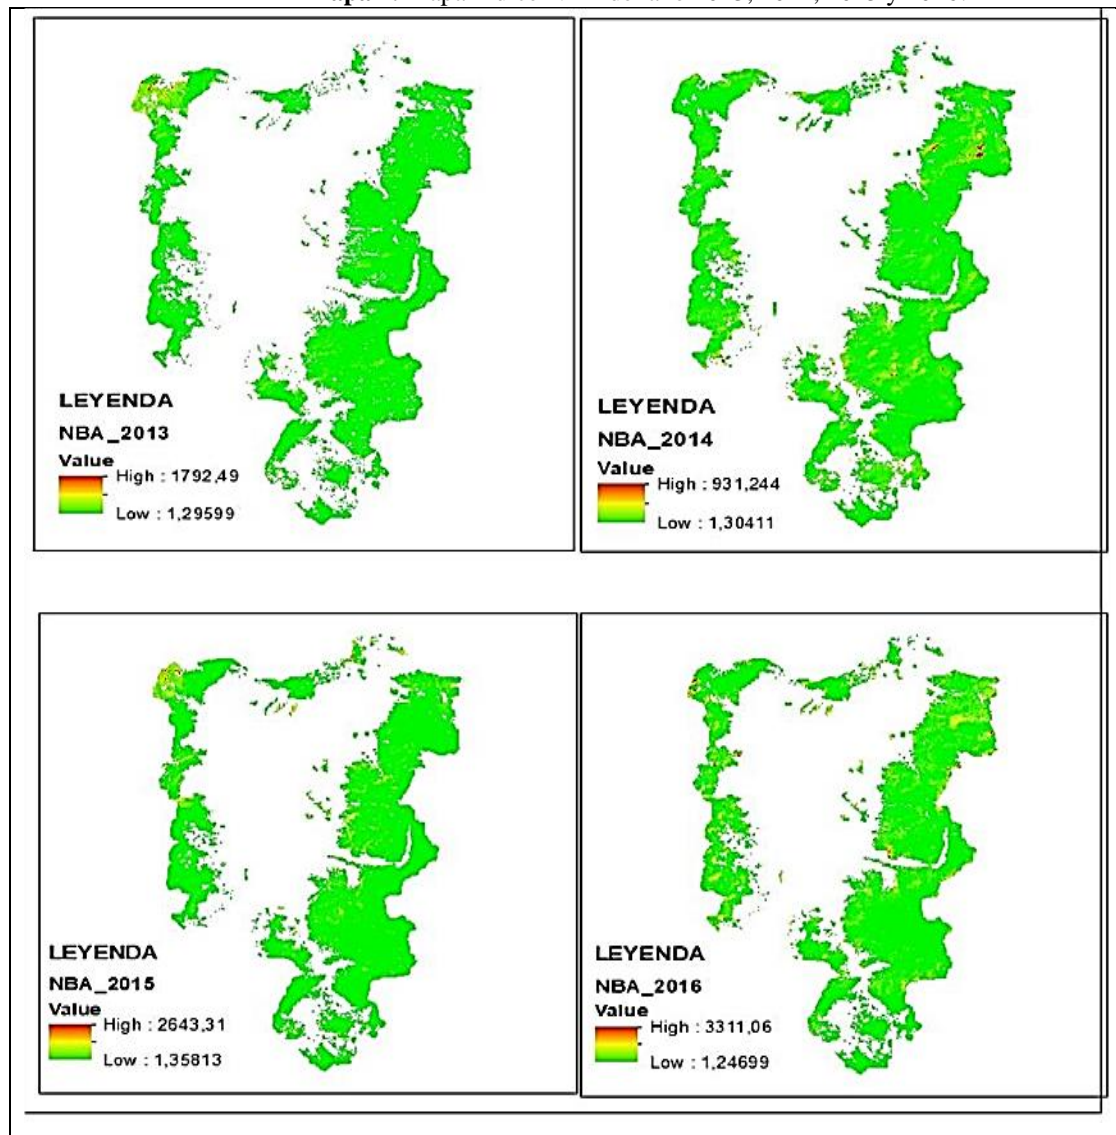 LEYENDA
NBA_2013
Value
High : 1792,49
Low : 1,29599
LEYENDA
NBA_2014
Value
High : 931,244
Low : 1,30411
LEYENDA
NBA_2015
Value
High : 2643,31
Low : 1,35813
LEYENDA
NBA_2016
Value
High : 3311,06
Low : 1,24699